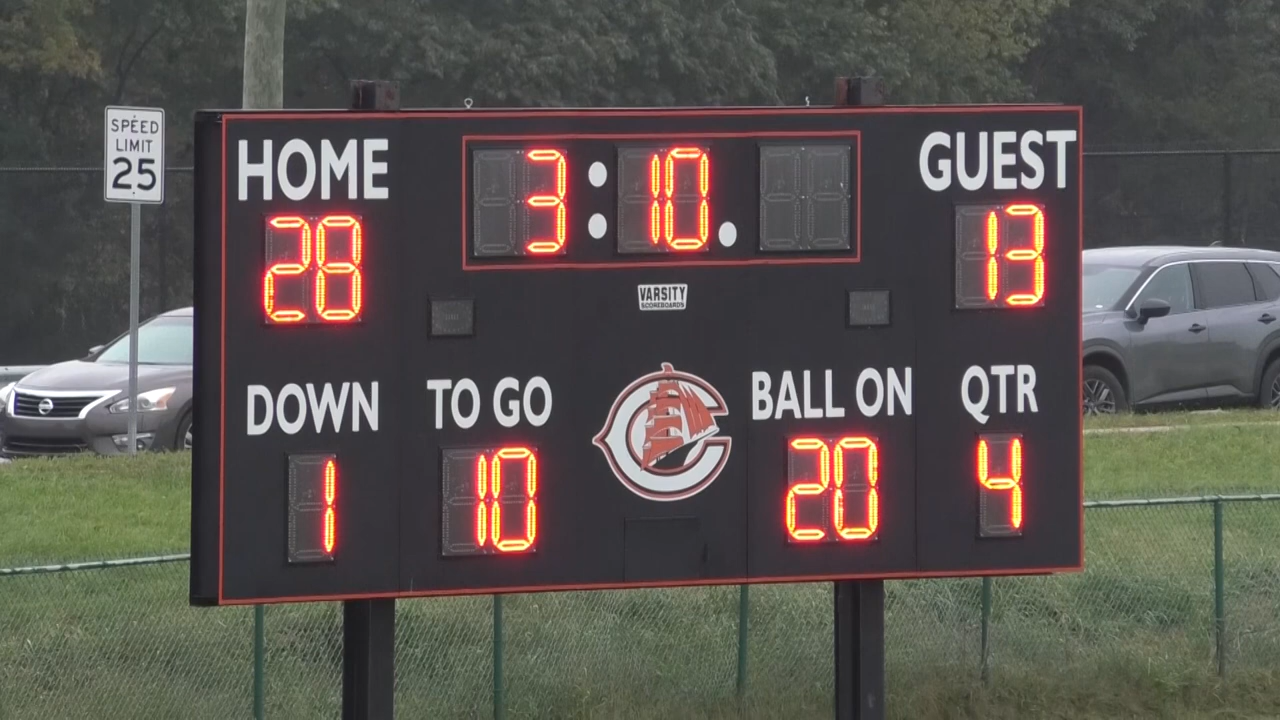 SPEED
LIMIT
25
HOME
3:10.
GUEST
28
13
VARSITY
SCOREBOARDS
DOWN
TO GO
BALL ON
QTR
1
10
20
4
C